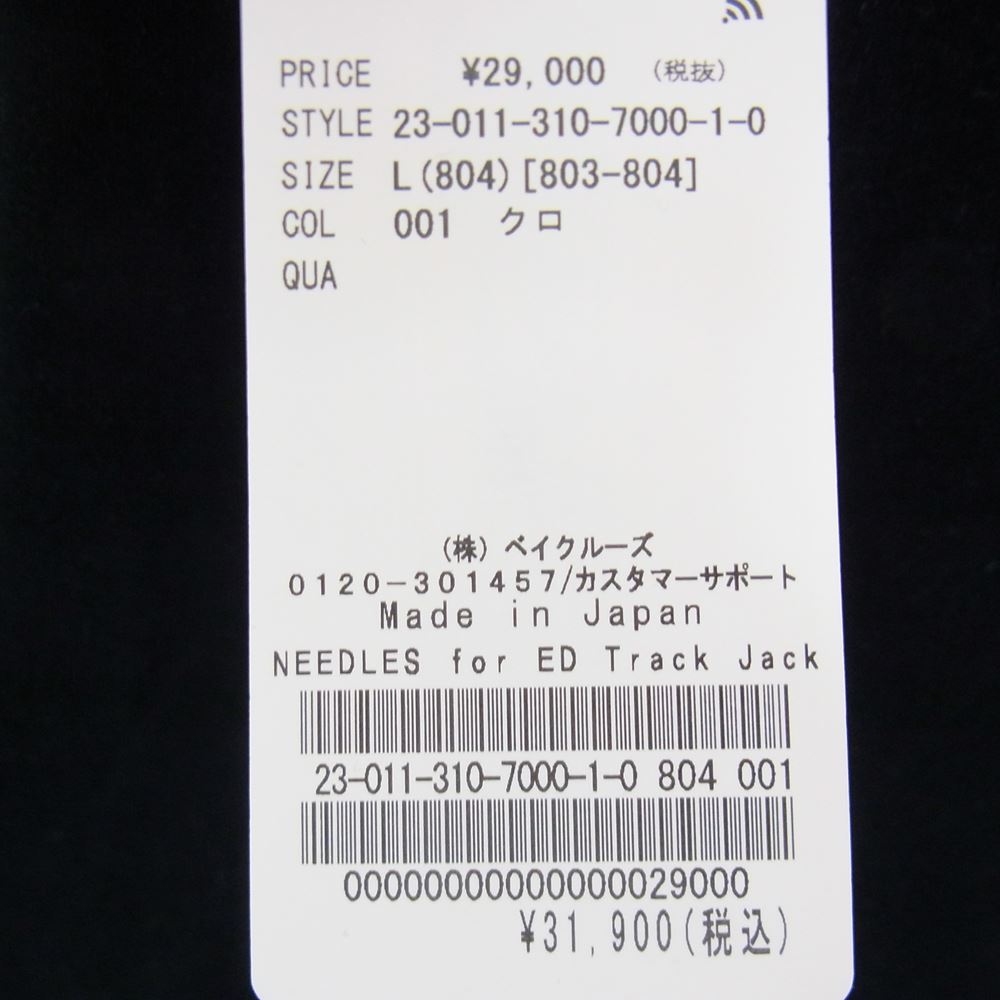 PRICE ¥29,000 (税抜)
STYLE 23-011-310-7000-1-0
SIZE L(804)[803-804]
COL 001 クロ
QUA
(株)ベイクルーズ
0120-301457/カスタマーサポート
Made in Japan
NEEDLES for ED Track Jack
23-011-310-7000-1-0 804 001
00000000000000029000
¥31,900(税込)